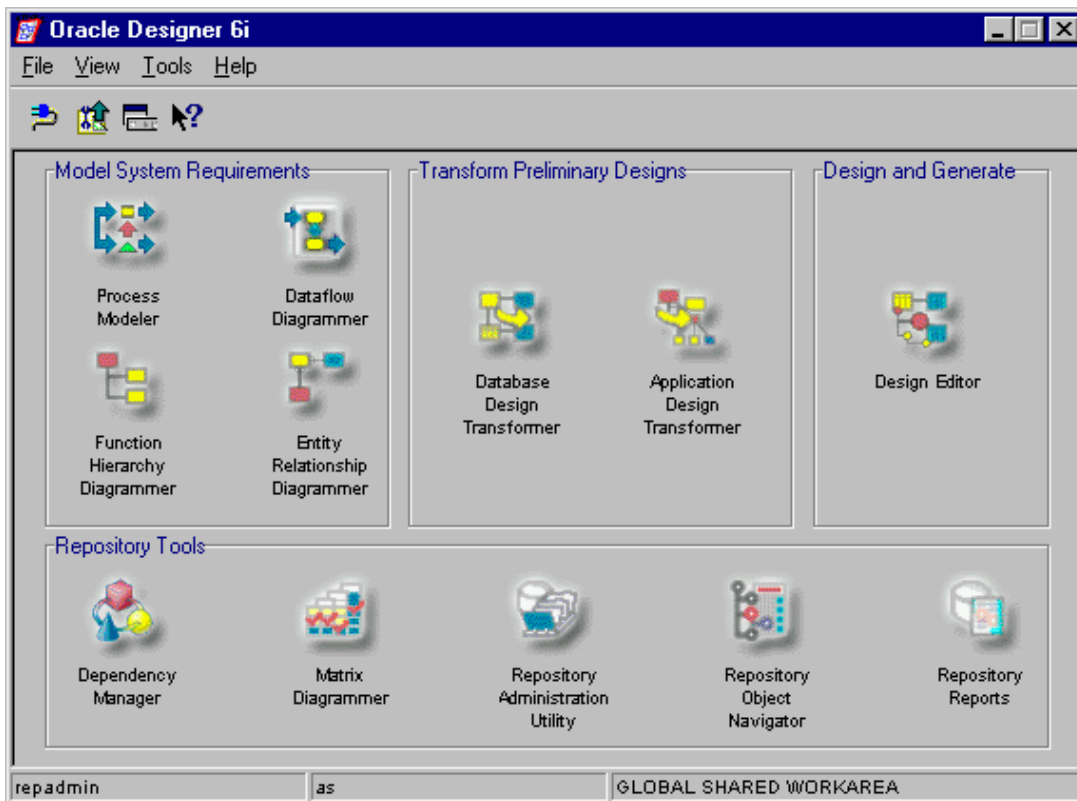 Oracle Designer 6i
File View Tools Help
Model System Requirements
Process
Modeler
Dataflow
Diagrammer
Function
Hierarchy
Diagrammer
Entity
Relationship
Diagrammer
Transform Preliminary Designs
Database
Design
Transformer
Application
Design
Transformer
Design and Generate
Design Editor
Repository Tools
Dependency
Manager
Matrix
Diagrammer
Repository
Administration
Utility
Repository
Object
Navigator
Repository
Reports
repadmin
as
GLOBAL SHARED WORKAREA